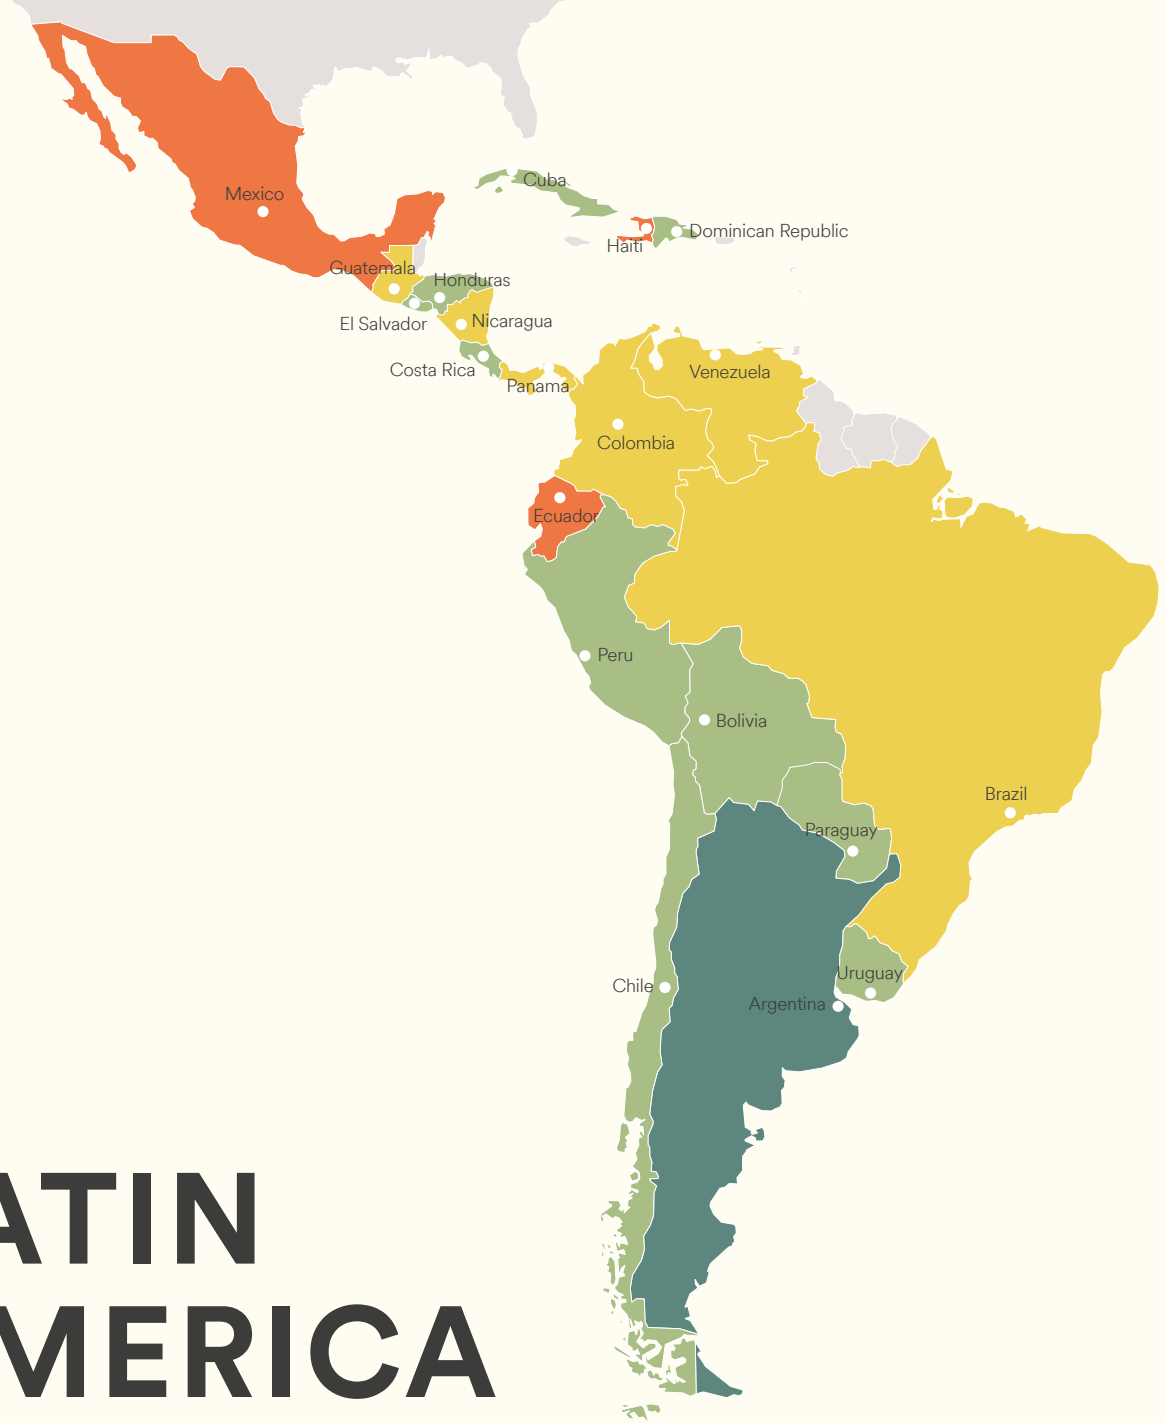 Mexico
Cuba
Haiti
Dominican Republic
Guatemala
Honduras
El Salvador
Nicaragua
Costa Rica
Panama
Venezuela
Colombia
Ecuador
Peru
Bolivia
Brazil
Paraguay
Uruguay
Chile
Argentina
ATIN
MERICA